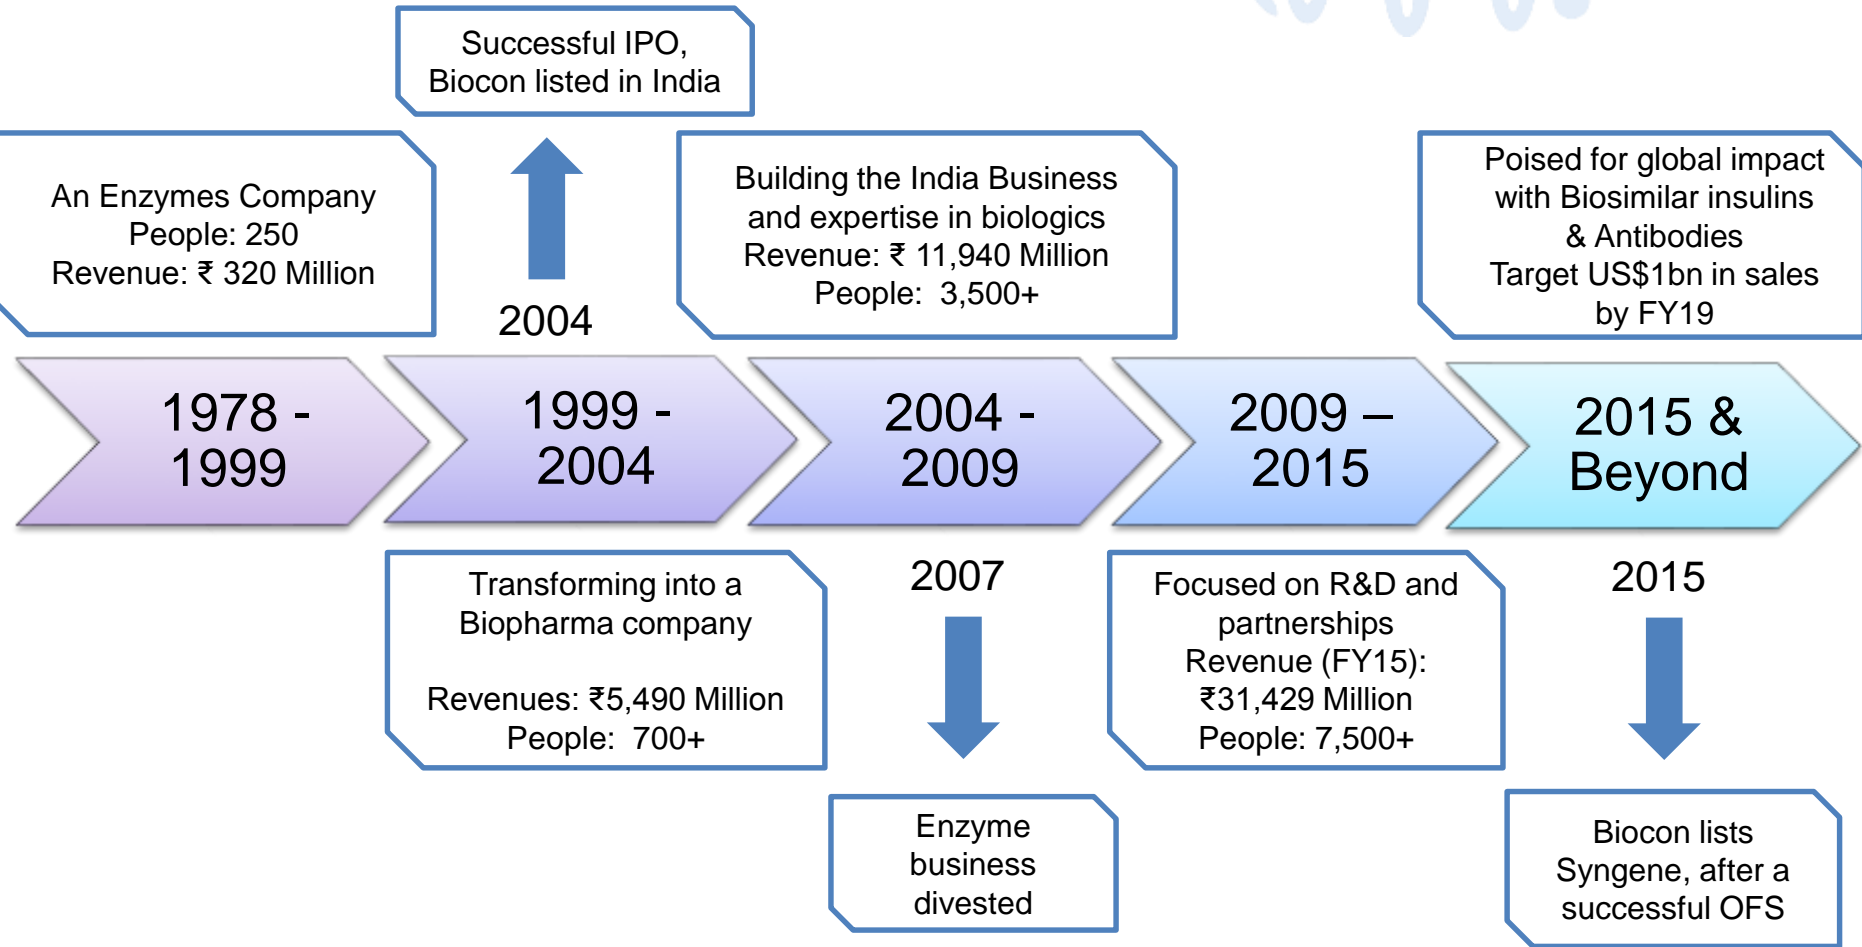 Successful IPO,
Biocon listed in India
An Enzymes Company
People: 250
Revenue: ₹ 320 Million
2004
Building the India Business
and expertise in biologics
Revenue: ₹ 11,940 Million
People:  3,500+
Poised for global impact
with Biosimilar insulins
& Antibodies
Target US$1bn in sales
by FY19
1978 -
1999
1999 -
2004
2004 -
2009
2009 –
2015
2015 &
Beyond
Transforming into a
Biopharma company
Revenues: ₹5,490 Million
People:  700+
2007
Enzyme
business
divested
Focused on R&D and
partnerships
Revenue (FY15):
₹31,429 Million
People: 7,500+
2015
Biocon lists
Syngene, after a
successful OFS